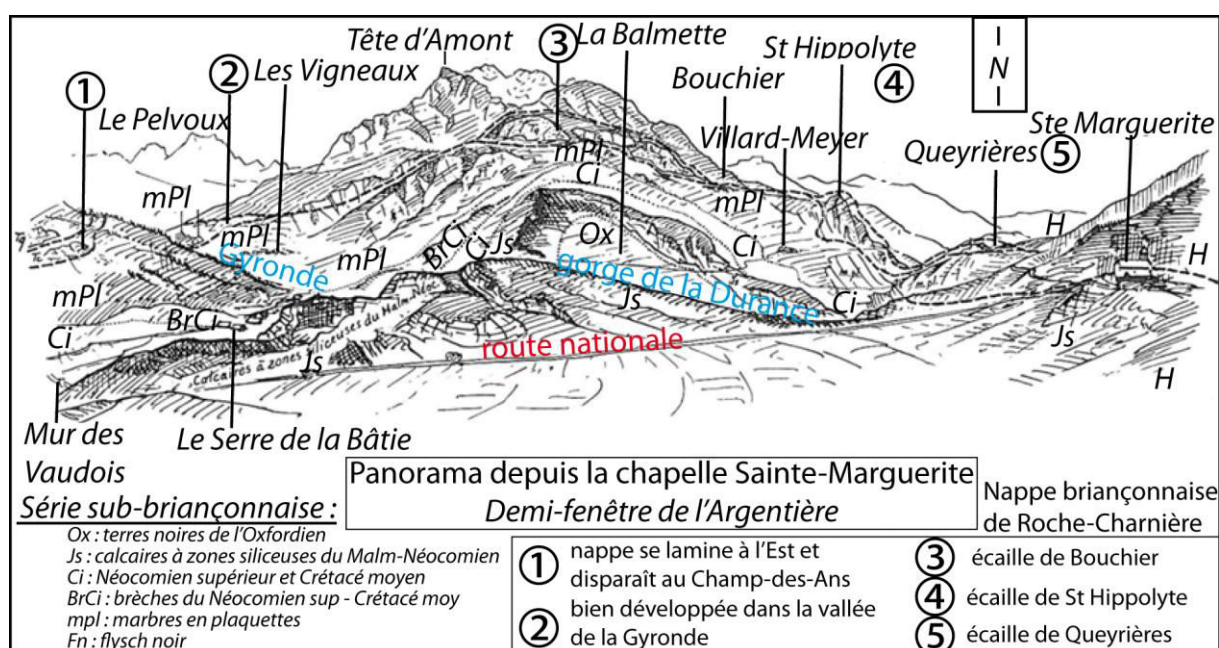 Tête d'Amont
③ La Balmette
② Les Vigneaux
St Hippolyte
④
N
①
Bouchier
Le Pelvoux
Villard-Meyer
Ste Marguerite
Queyrières ⑤
mPl
mPl
Ci
mPl
mPl
H
H
Ox
BrCi
Ci
Js
Ci
mPl
Gyronde
mPl
gorge de la Durance
Js
Ci
mPl
BrCi
Ci
Calcaires à zones siliceuses du Malm-Néoc.
Js
route nationale
Js
H
Mur des
Vaudois
Le Serre de la Bâtie
Panorama depuis la chapelle Sainte-Marguerite
Demi-fenêtre de l'Argentière
Nappe briançonnaise
de Roche-Charnière
Série sub-briançonnaise :
Ox : terres noires de l'Oxfordien
Js : calcaires à zones siliceuses du Malm-Néocomien
Ci : Néocomien supérieur et Crétacé moyen
BrCi : brèches du Néocomien sup - Crétacé moy
mpl : marbres en plaquettes
Fn : flysch noir
① nappe se lamine à l'Est et
disparaît au Champ-des-Ans
② bien développée dans la vallée
de la Gyronde
③ écaille de Bouchier
④ écaille de St Hippolyte
⑤ écaille de Queyrières